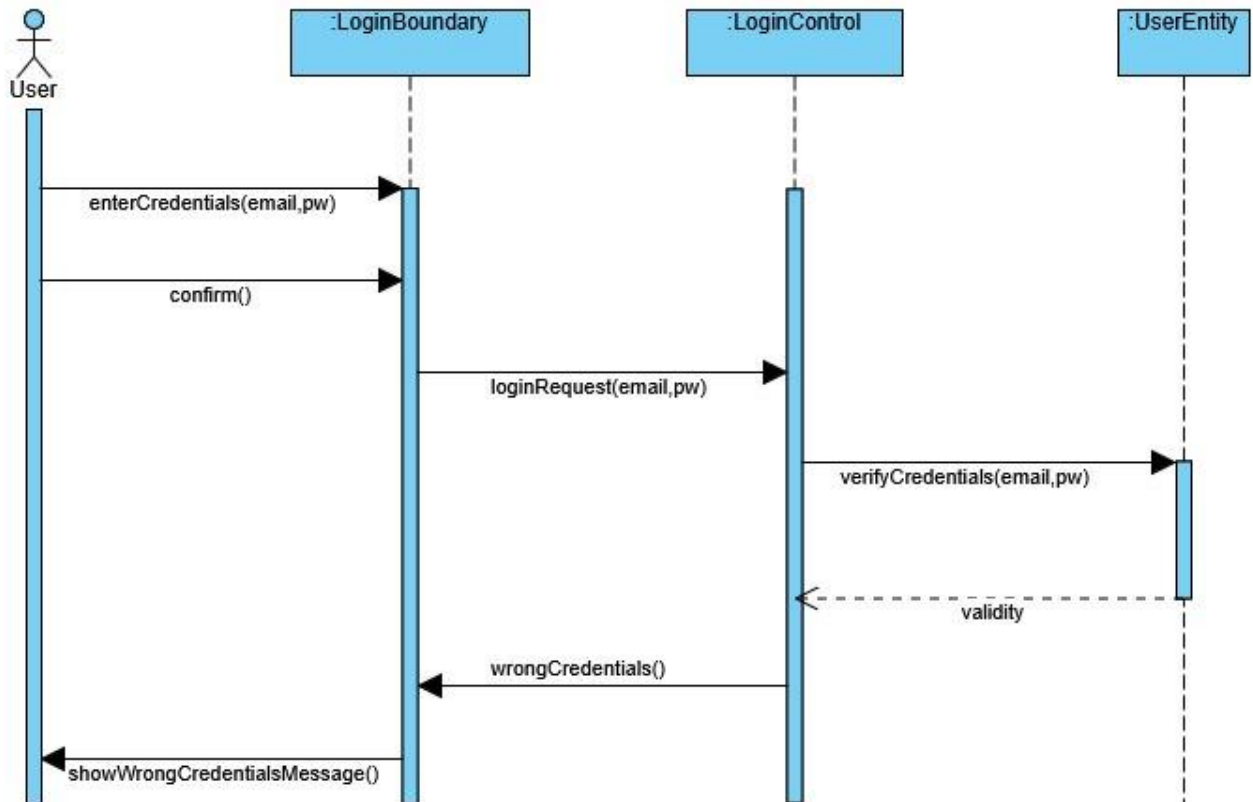 :LoginBoundary
:LoginControl
:UserEntity
User
enterCredentials(email,pw)
confirm()
loginRequest(email,pw)
verifyCredentials(email,pw)
validity
wrongCredentials()
showWrongCredentialsMessage()